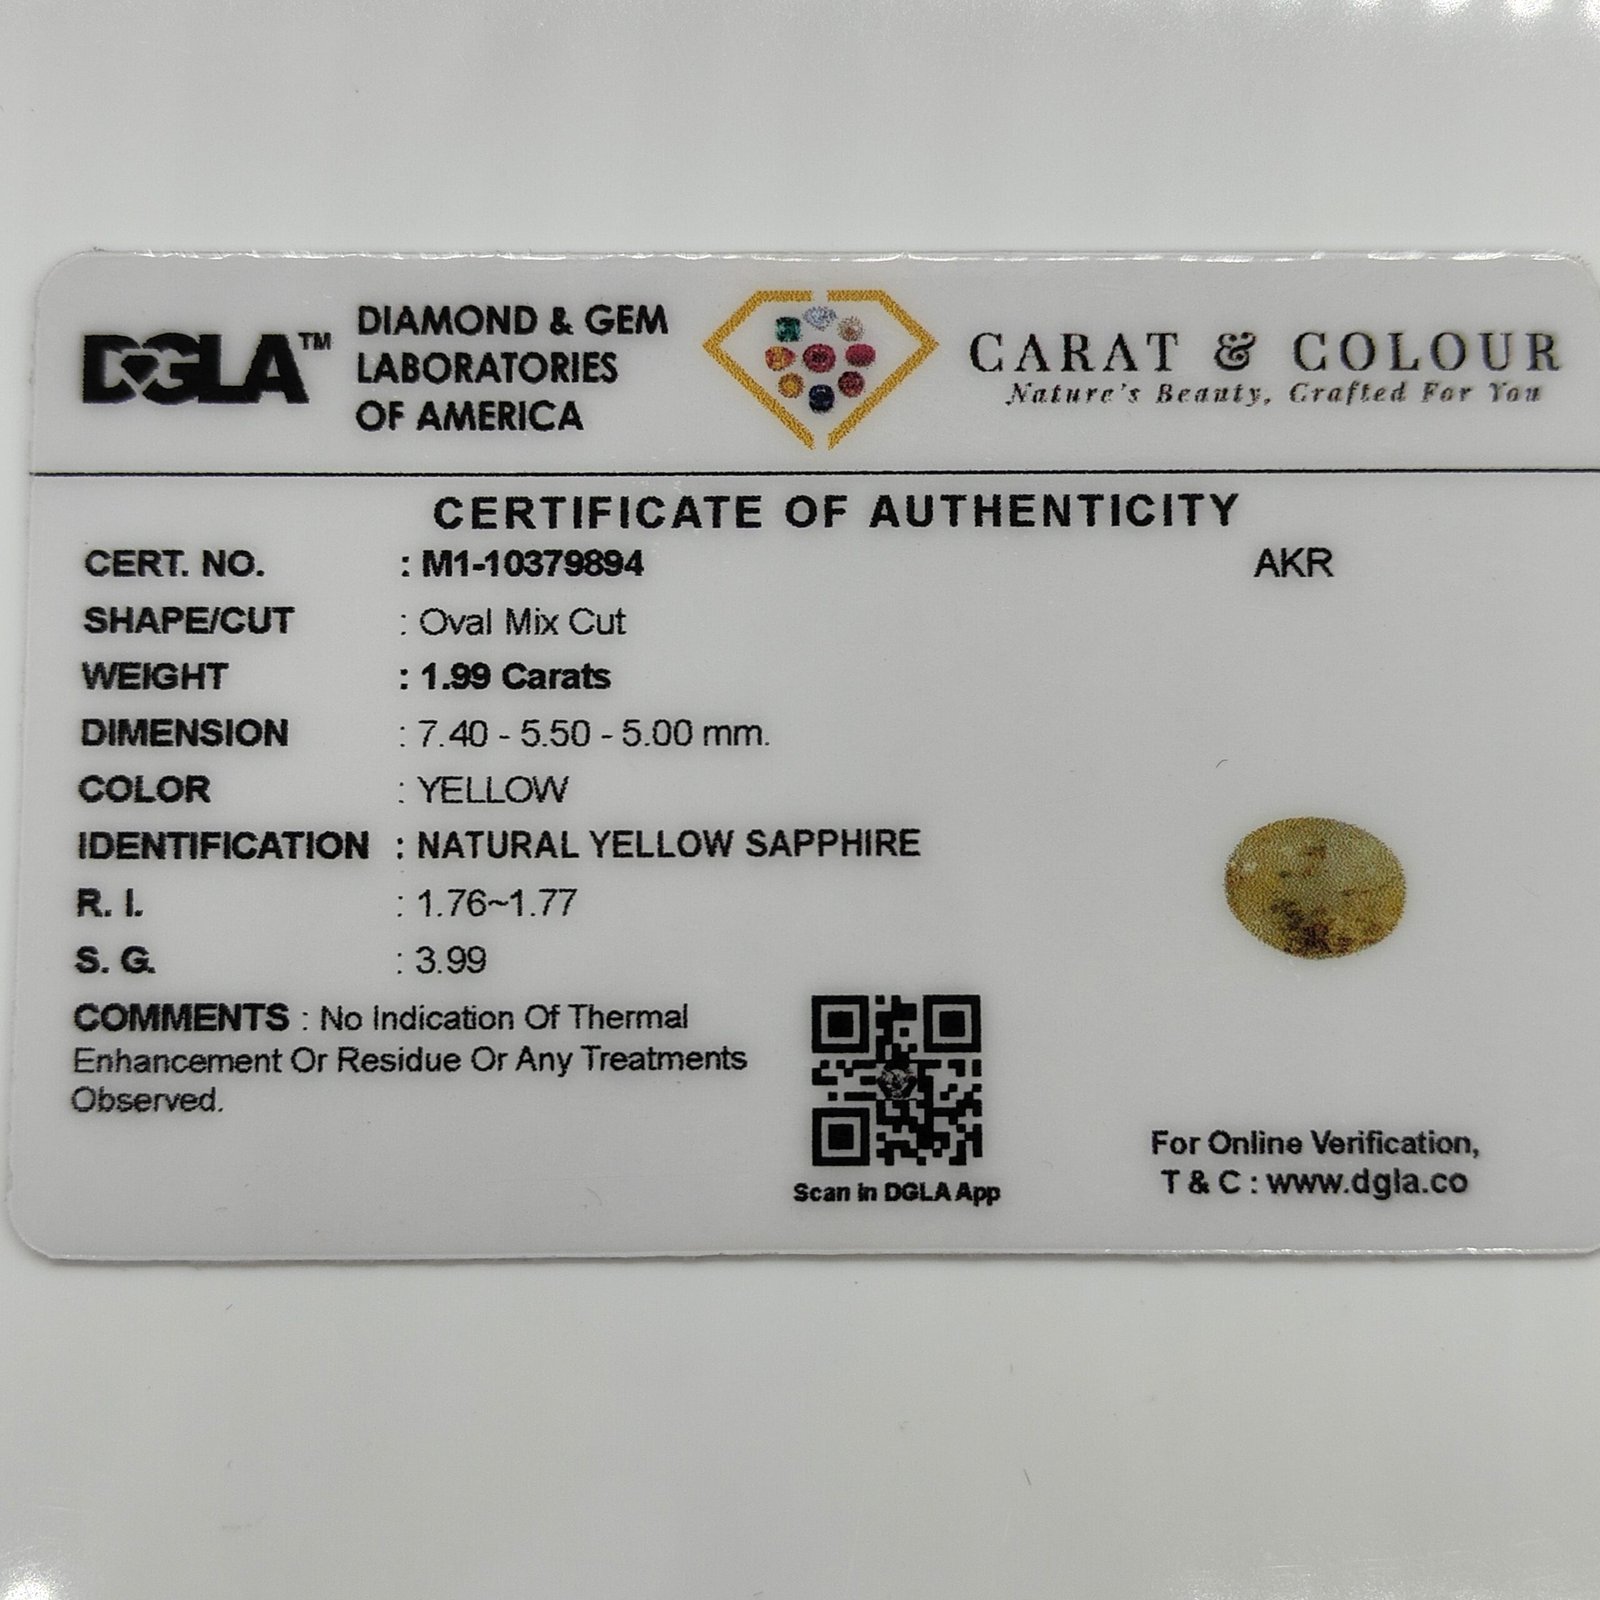 DGLA™
DIAMOND & GEM
LABORATORIES
OF AMERICA
CARAT & COLOUR
Nature's Beauty, Crafted For You
CERTIFICATE OF AUTHENTICITY
CERT. NO. : M1-10379894
AKR
SHAPE/CUT : Oval Mix Cut
WEIGHT : 1.99 Carats
DIMENSION : 7.40 - 5.50 - 5.00 mm.
COLOR : YELLOW
IDENTIFICATION : NATURAL YELLOW SAPPHIRE
R. I. : 1.76~1.77
S. G. : 3.99
COMMENTS : No Indication Of Thermal
Enhancement Or Residue Or Any Treatments
Observed.
Scan in DGLA App
For Online Verification,
T & C : www.dgla.co